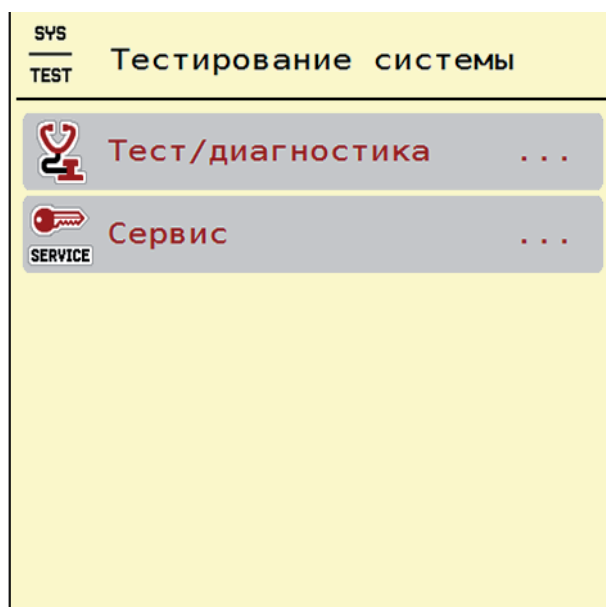 SYS
TEST
Тестирование системы
Тест/диагностика ...
Сервис ...
SERVICE